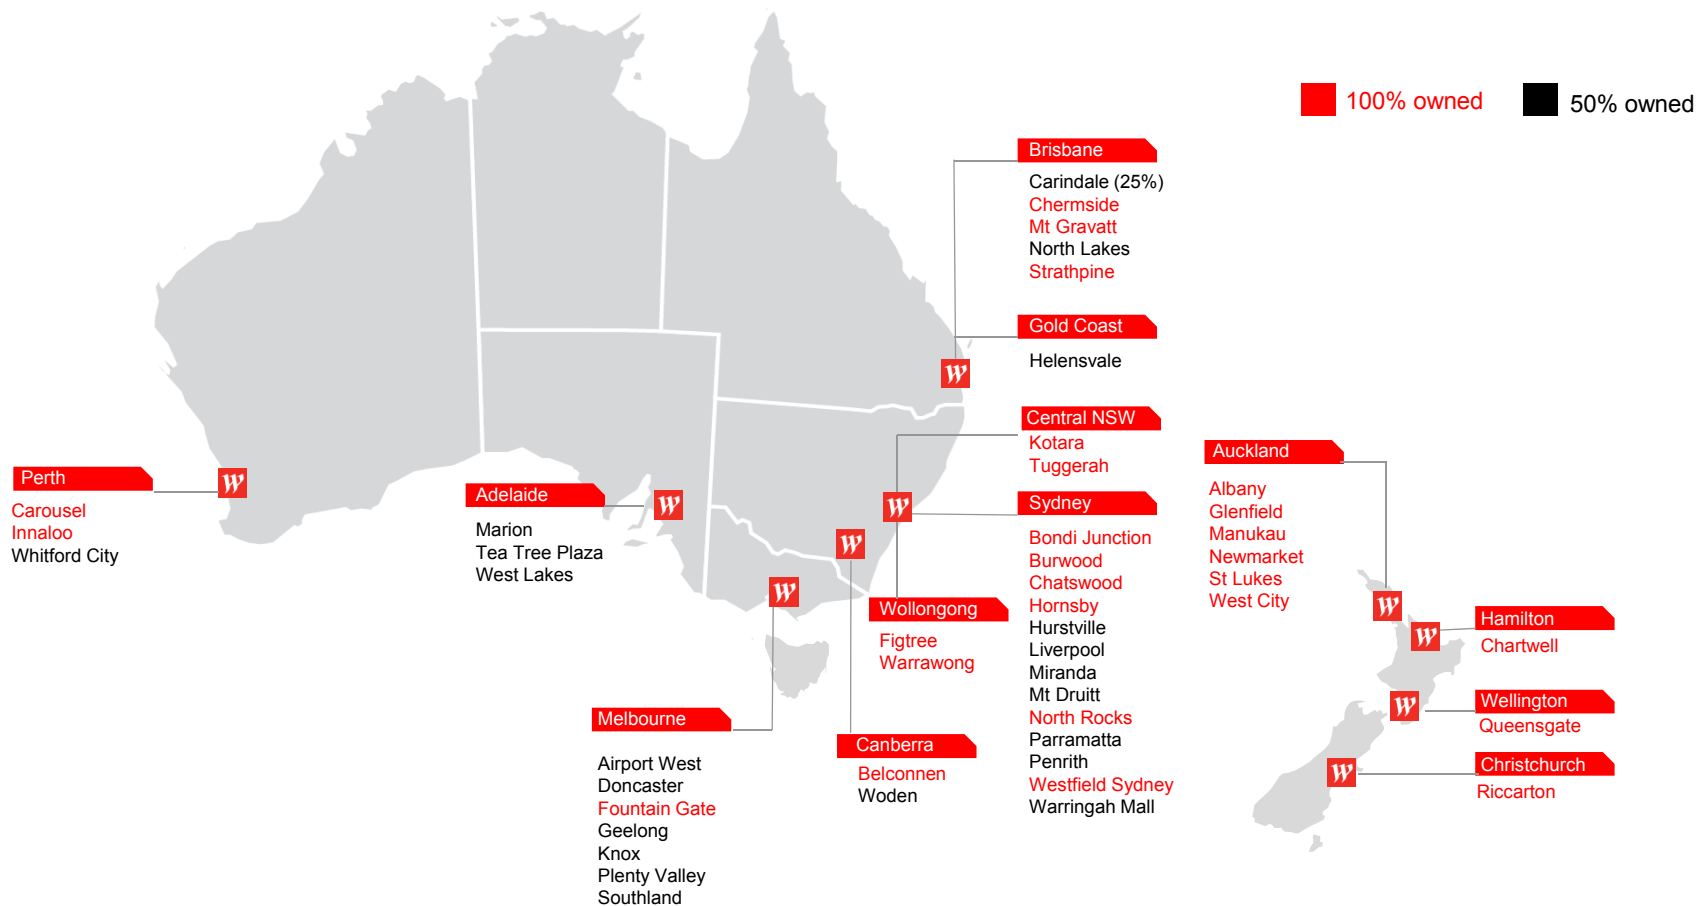 100% owned
50% owned
Brisbane
Carindale (25%)
Chermside
Mt Gravatt
North Lakes
Strathpine
Gold Coast
Helensvale
Central NSW
Kotara
Tuggerah
Sydney
Bondi Junction
Burwood
Chatswood
Hornsby
Hurstville
Liverpool
Miranda
Mt Druitt
North Rocks
Parramatta
Penrith
Westfield Sydney
Warringah Mall
Perth
Carousel
Innaloo
Whitford City
Adelaide
Marion
Tea Tree Plaza
West Lakes
Wollongong
Figtree
Warrawong
Melbourne
Airport West
Doncaster
Fountain Gate
Geelong
Knox
Plenty Valley
Southland
Canberra
Belconnen
Woden
Auckland
Albany
Glenfield
Manukau
Newmarket
St Lukes
West City
Hamilton
Chartwell
Wellington
Queensgate
Christchurch
Riccarton
W
W
W
W
W
W
W
W
W
W